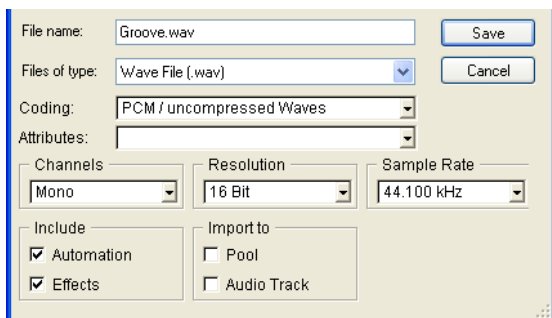 File name: Groove.wav Save
Files of type: Wave File (.wav) Cancel
Coding: PCM / uncompressed Waves
Attributes:
Channels Resolution Sample Rate
Mono 16 Bit 44.100 kHz
Include Import to
Automation Pool
Effects Audio Track